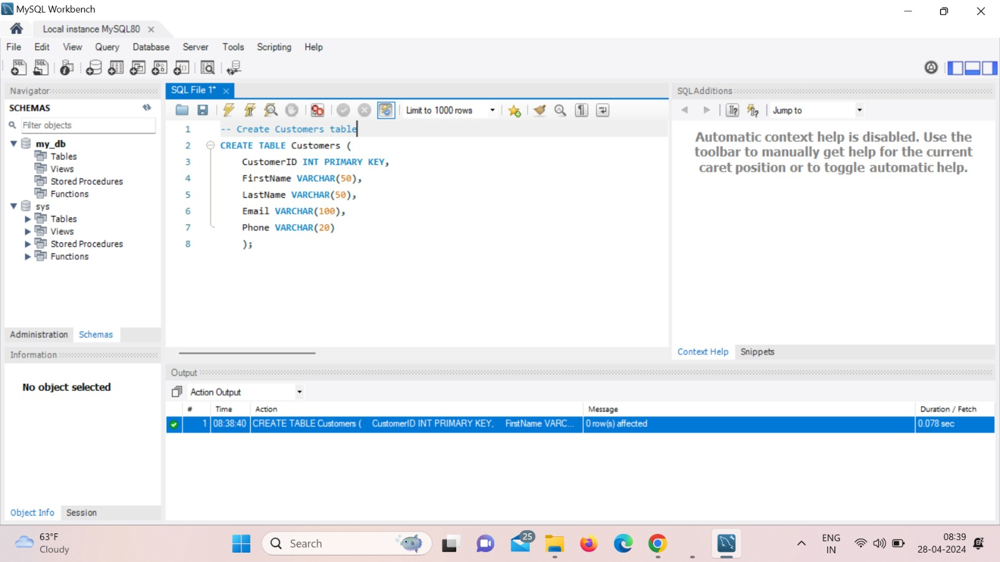 MySQL Workbench
Local instance MySQL80
File Edit View Query Database Server Tools Scripting Help
Navigator
SCHEMAS
Filter objects
my_db
Tables
Views
Stored Procedures
Functions
sys
Tables
Views
Stored Procedures
Functions
Administration Schemas
Information
No object selected
Object Info Session
SQL File 1*
Limit to 1000 rows
1 -- Create Customers table
2 CREATE TABLE Customers (
3 CustomerID INT PRIMARY KEY,
4 FirstName VARCHAR(50),
5 LastName VARCHAR(50),
6 Email VARCHAR(100),
7 Phone VARCHAR(20)
8 );
SQLAdditions
Jump to
Automatic context help is disabled. Use the
toolbar to manually get help for the current
caret position or to toggle automatic help.
Context Help Snippets
Output
Action Output
# Time Action Message Duration / Fetch
1 08:38:40 CREATE TABLE Customers ( CustomerID INT PRIMARY KEY, FirstName VARC... 0 row(s) affected 0.078 sec
63°F
Cloudy
Search
25
ENG
IN
08:39
28-04-2024